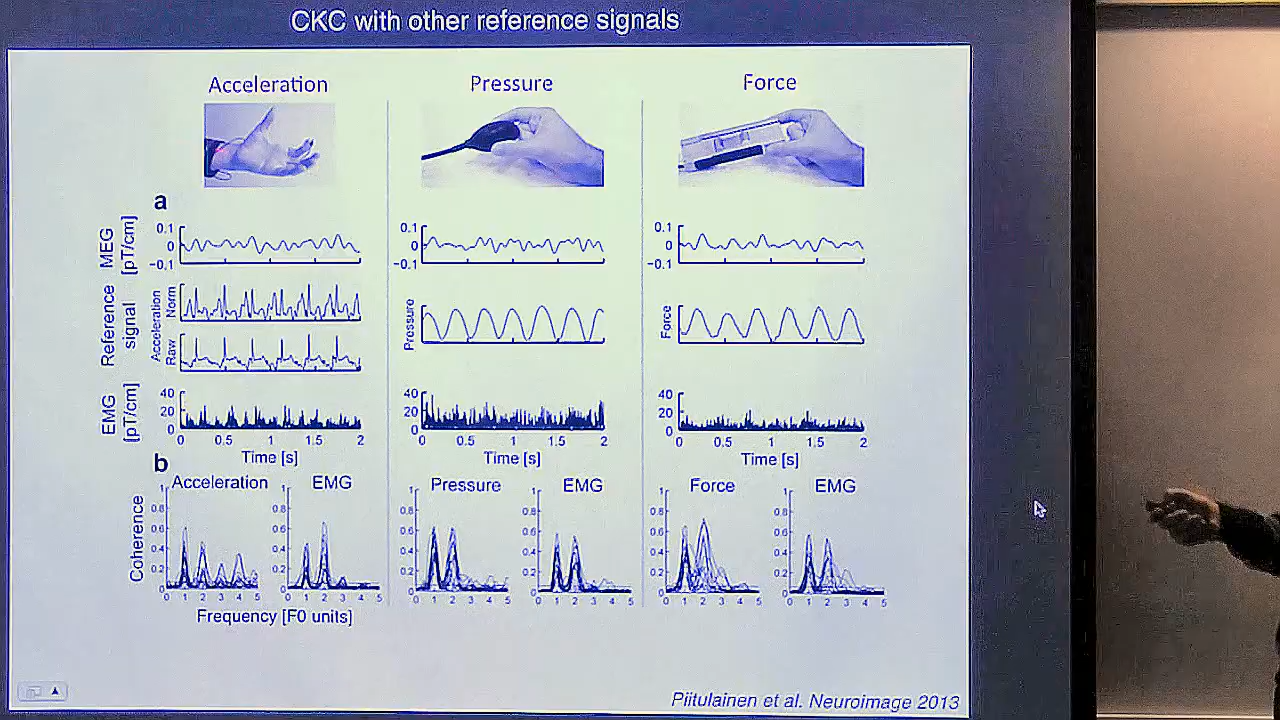 CKC with other reference signals
Acceleration
Pressure
Force
a
MEG
[pT/cm]
0.1
0
−0.1
0.1
0
−0.1
0.1
0
−0.1
Reference
signal
Acceleration
Norm
Raw
Pressure
Force
EMG
[pT/cm]
40
20
0
0 0.5 1 1.5 2
Time [s]
40
20
0
0 0.5 1 1.5 2
Time [s]
40
20
0
0 0.5 1 1.5 2
Time [s]
b
Coherence
Acceleration
1
0.8
0.6
0.4
0.2
0 1 2 3 4 5
EMG
1
0.8
0.6
0.4
0.2
0 1 2 3 4 5
Frequency [F0 units]
Pressure
1
0.8
0.6
0.4
0.2
0 1 2 3 4 5
EMG
1
0.8
0.6
0.4
0.2
0 1 2 3 4 5
Force
1
0.8
0.6
0.4
0.2
0 1 2 3 4 5
EMG
1
0.8
0.6
0.4
0.2
0 1 2 3 4 5
Piitulainen et al. Neuroimage 2013